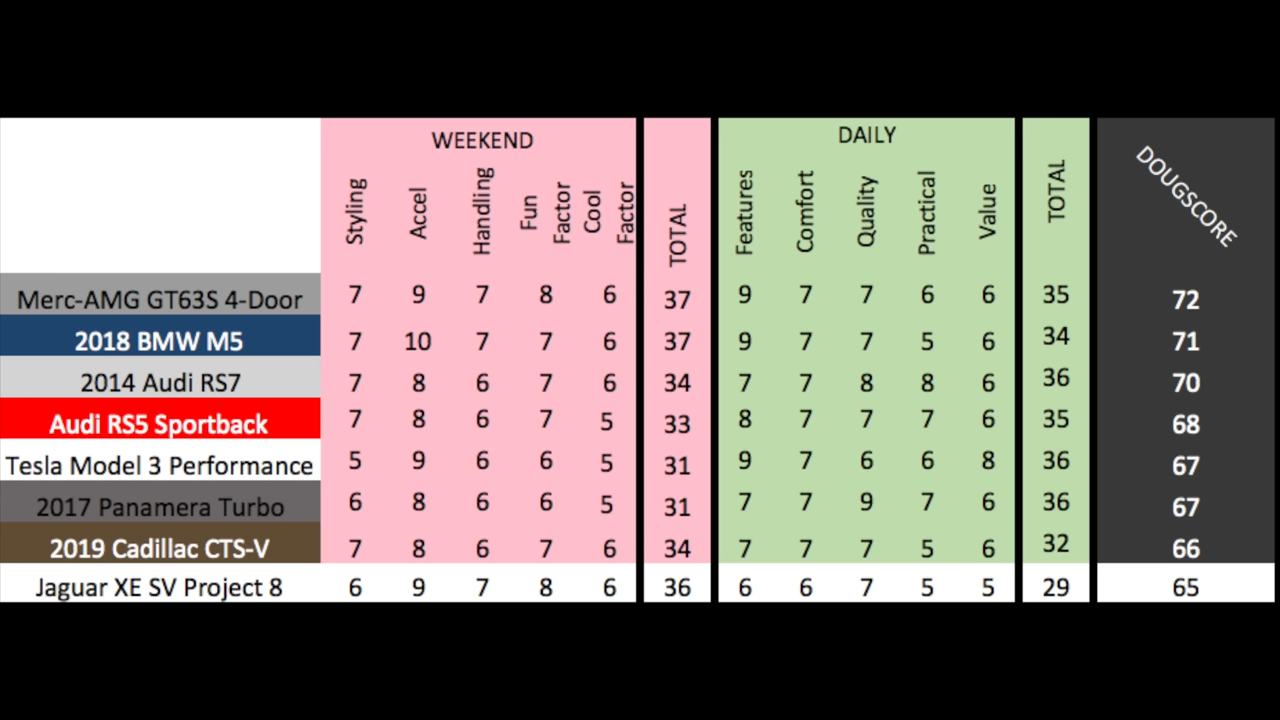 WEEKEND DAILY
Styling Accel Handling Fun Factor Cool Factor TOTAL Features Comfort Quality Practical Value TOTAL DOUGSCORE
Merc-AMG GT63S 4-Door 7 9 7 8 6 37 9 7 7 6 6 35 72
2018 BMW M5 7 10 7 7 6 37 9 7 7 5 6 34 71
2014 Audi RS7 7 8 6 7 6 34 7 7 8 8 6 36 70
Audi RS5 Sportback 7 8 6 7 5 33 8 7 7 7 6 35 68
Tesla Model 3 Performance 5 9 6 6 5 31 9 7 6 6 8 36 67
2017 Panamera Turbo 6 8 6 6 5 31 7 7 9 7 6 36 67
2019 Cadillac CTS-V 7 8 6 7 6 34 7 7 7 5 6 32 66
Jaguar XE SV Project 8 6 9 7 8 6 36 6 6 7 5 5 29 65